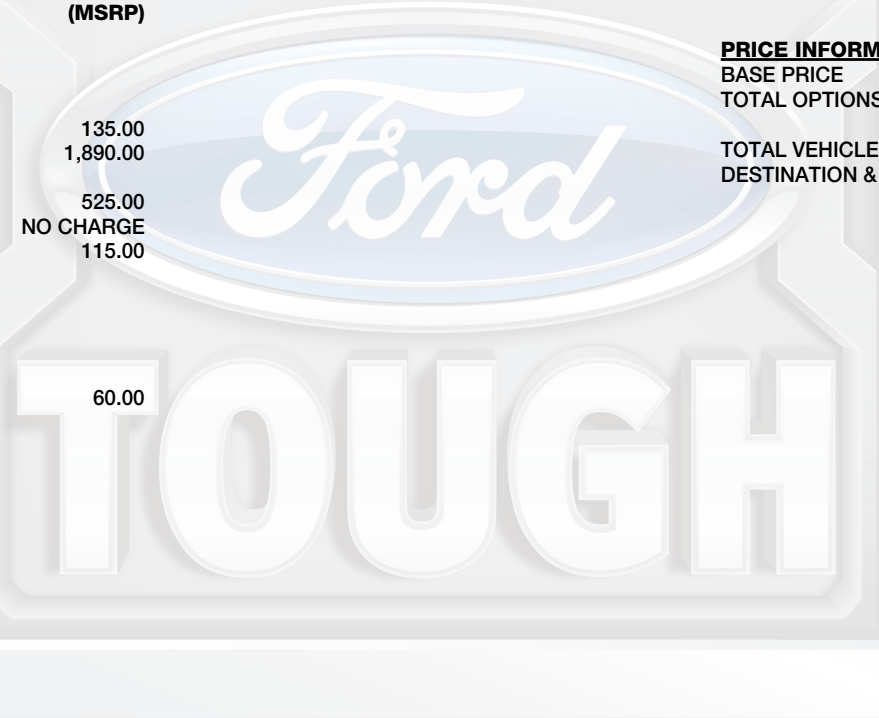 (MSRP)
135.00
1,890.00
525.00
NO CHARGE
115.00
60.00
PRICE INFORM
BASE PRICE
TOTAL OPTIONS
TOTAL VEHICLE
DESTINATION &
Ford
TOUGH